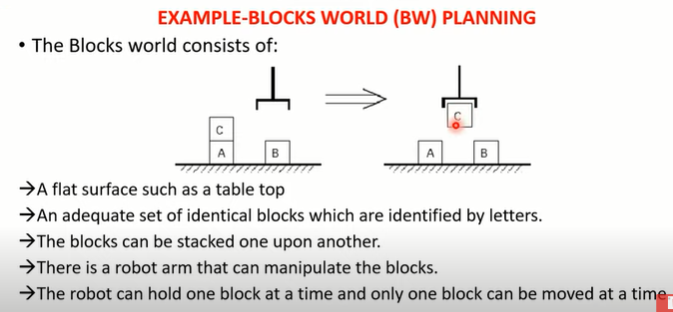 EXAMPLE-BLOCKS WORLD (BW) PLANNING
• The Blocks world consists of:
C
C
A
B
A
B
→A flat surface such as a table top
→An adequate set of identical blocks which are identified by letters.
→The blocks can be stacked one upon another.
→There is a robot arm that can manipulate the blocks.
→The robot can hold one block at a time and only one block can be moved at a time